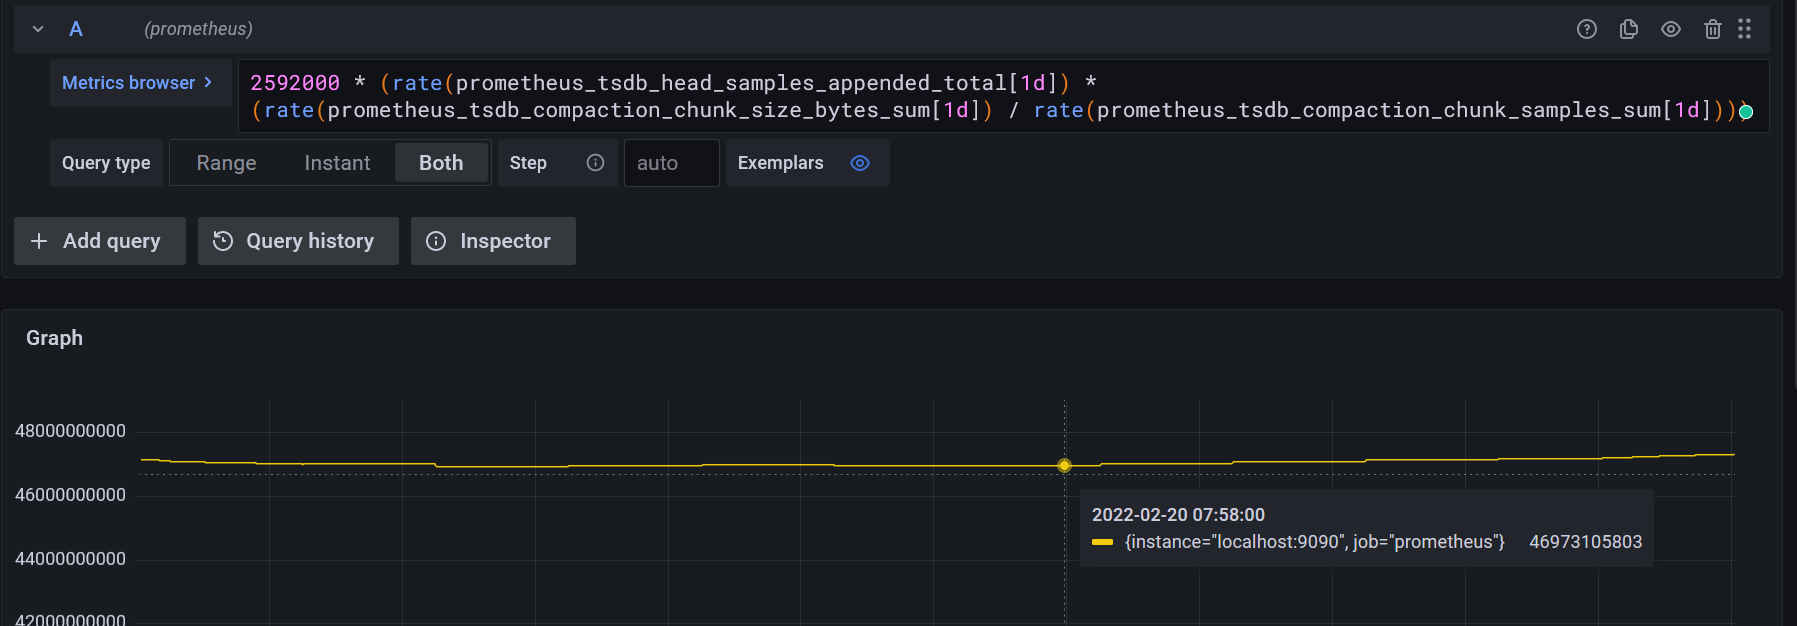 A (prometheus)
Metrics browser
2592000 * (rate(prometheus_tsdb_head_samples_appended_total[1d]) *
(rate(prometheus_tsdb_compaction_chunk_size_bytes_sum[1d]) / rate(prometheus_tsdb_compaction_chunk_samples_sum[1d])))
Query type Range Instant Both Step auto Exemplars
+ Add query Query history Inspector
Graph
48000000000
46000000000
44000000000
42000000000
2022-02-20 07:58:00
{instance="localhost:9090", job="prometheus"} 46973105803